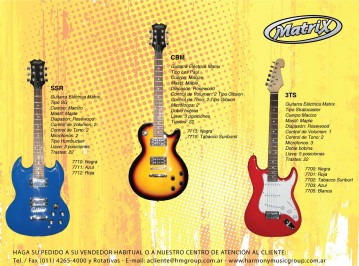 Matrix
SSR
Guitarra Eléctrica Matrix
Tipo SG
Cuerpo: Macizo
Mástil: Maple
Diapasón: Rosewood
Control de Volumen: 2
Control de Tono: 2
Micrófonos: 2
Tipo Humbucker
Llave: 3 posiciones
Trastes: 22
7710: Negra
7711: Azul
7712: Roja
CBM
Guitarra Eléctrica Matrix
Tipo Les Paul
Cuerpo: Macizo
Mástil: Maple
Diapasón: Rosewood
Control de Volumen: 2 Tipo Gibson
Control de Tono: 2 Tipo Gibson
Micrófonos: 2
Doble bobina
Llave: 3 posiciones
Trastes: 22
7713: Negra
7715: Tabacco Sunburst
3TS
Guitarra Eléctrica Matrix
Tipo Stratocaster
Cuerpo Macizo
Mástil: Maple
Diapasón: Rosewood
Control de Volumen: 1
Control de Tono: 2
Micrófonos: 3
Doble bobina
Llave: 5 posiciones
Trastes: 22
7700: Negra
7701: Roja
7702: Tabacco Sunburst
7703: Azul
7705: Blanca
HAGA SU PEDIDO A SU VENDEDOR HABITUAL O A NUESTRO CENTRO DE ATENCIÓN AL CLIENTE:
Tel. / Fax (011) 4265-4000 y Rotativas - E-mail: acliente@hmgroup.com.ar - www.harmonymusicgroup.com.ar